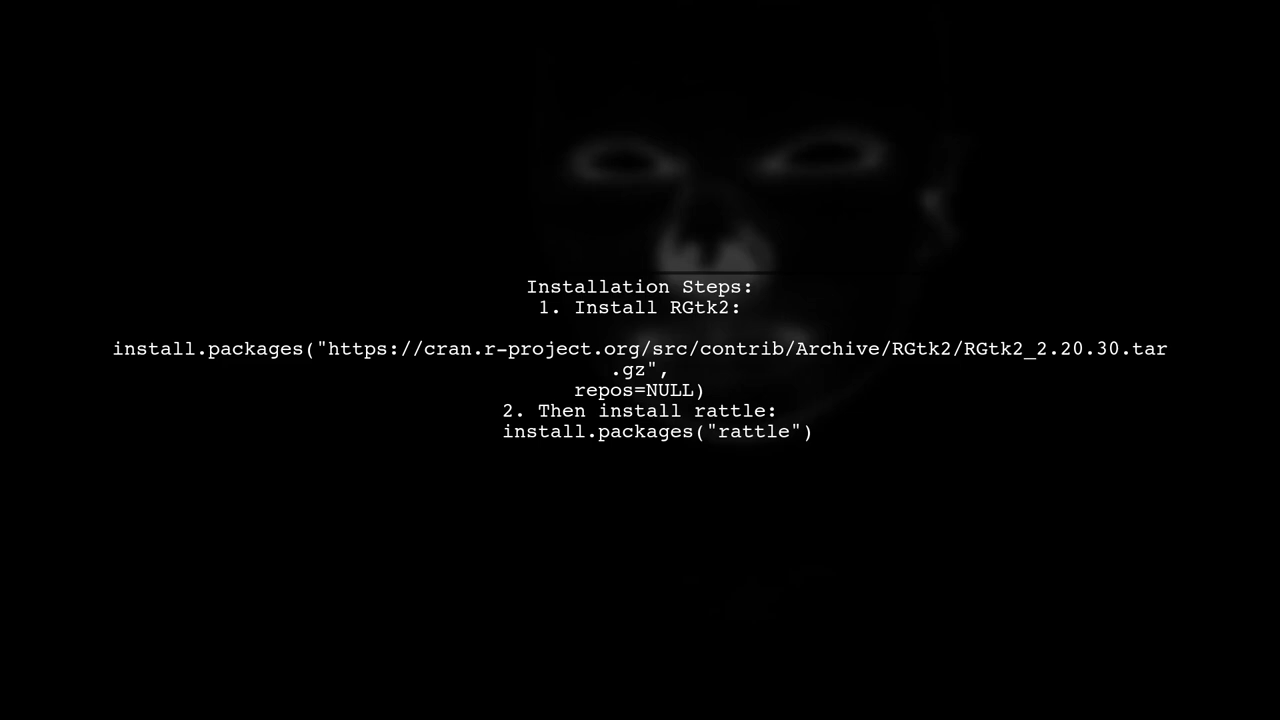 Installation Steps:
1. Install RGtk2:
install.packages("https://cran.r-project.org/src/contrib/Archive/RGtk2/RGtk2_2.20.30.tar
.gz",
repos=NULL)
2. Then install rattle:
install.packages("rattle")